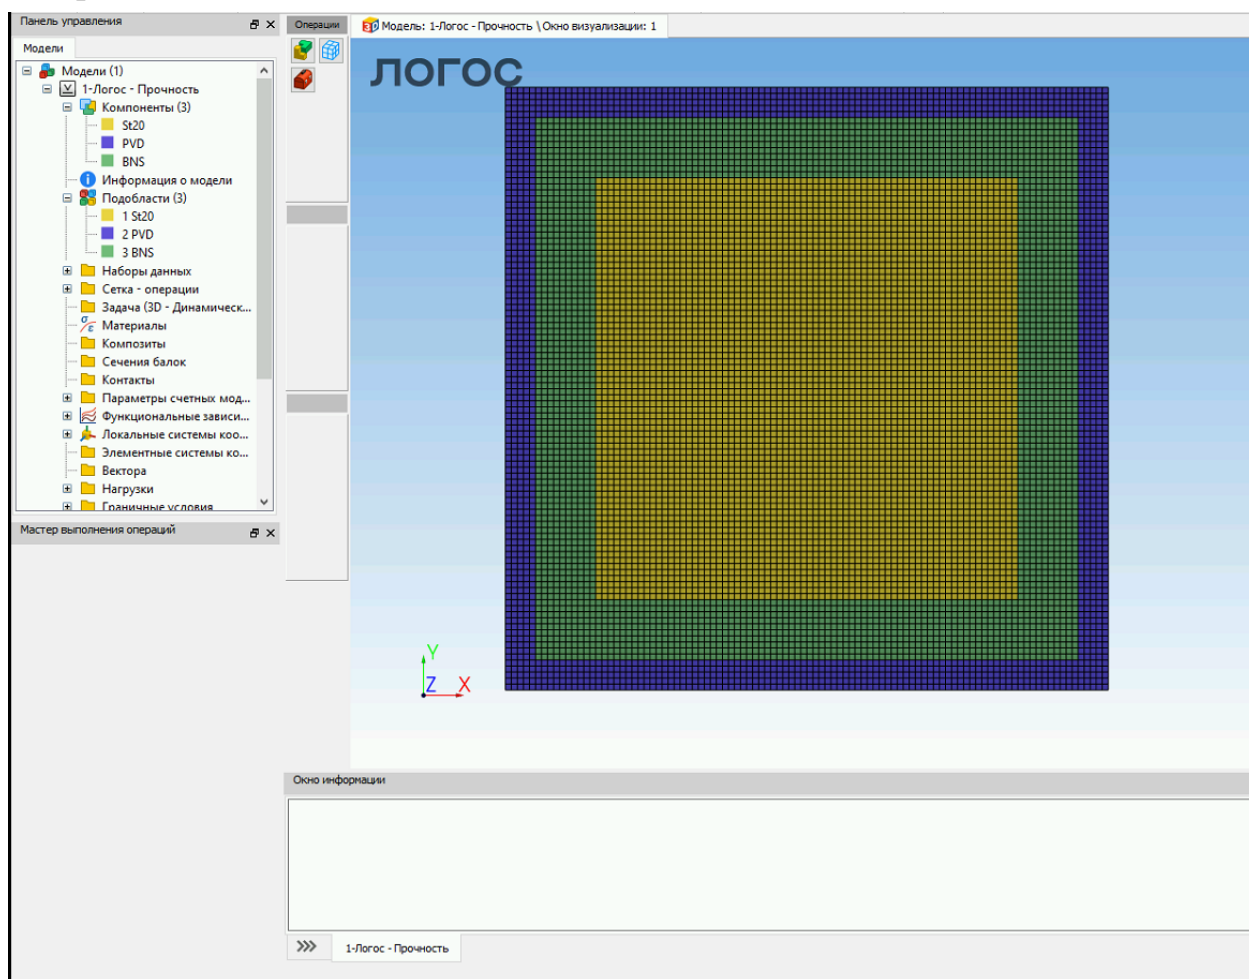 Панель управления
Операции
Модель: 1-Логос - Прочность \ Окно визуализации: 1
Модели
ЛОГОС
Модели (1)
1-Логос - Прочность
Компоненты (3)
St20
PVD
BNS
Информация о модели
Подобласти (3)
1 St20
2 PVD
3 BNS
Наборы данных
Сетка - операции
Задача (3D - Динамическ...
Материалы
Композиты
Сечения балок
Контакты
Параметры счетных мод...
Функциональные зависи...
Локальные системы коо...
Элементные системы ко...
Вектора
Нагрузки
Граничные условия
Мастер выполнения операций
Y
Z X
Окно информации
1-Логос - Прочность